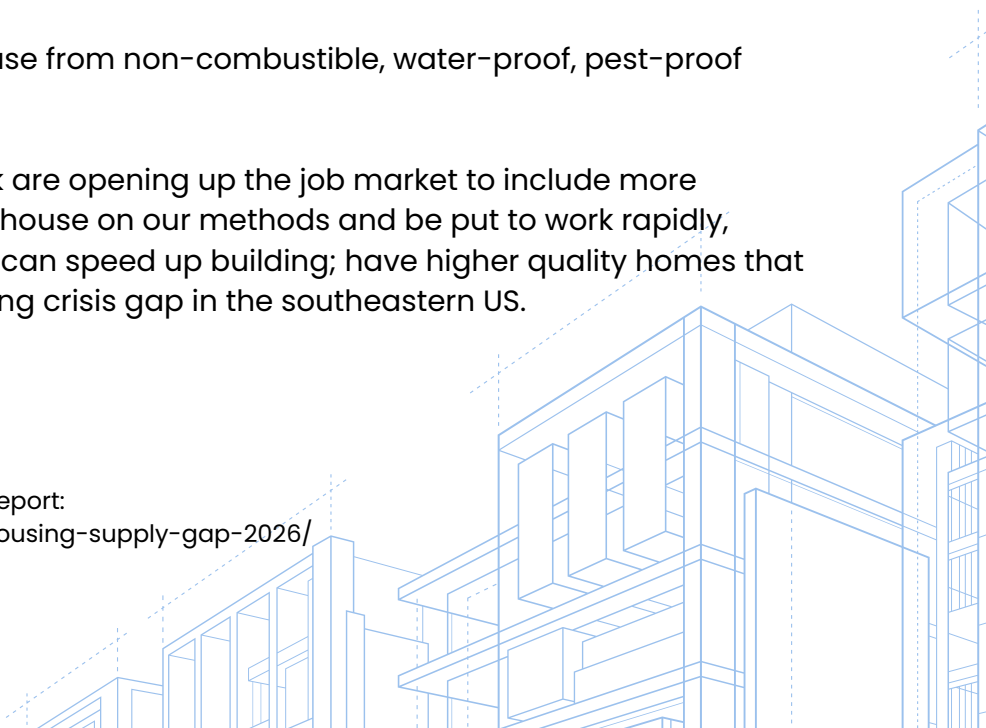 use from non-combustible, water-proof, pest-proof
are opening up the job market to include more
house on our methods and be put to work rapidly,
can speed up building; have higher quality homes that
ng crisis gap in the southeastern US.
eport:
ousing-supply-gap-2026/